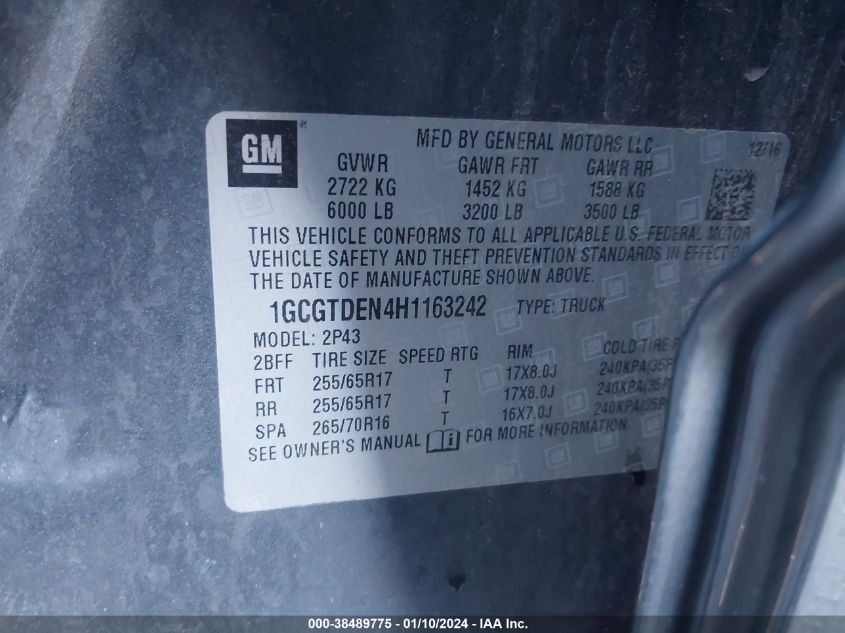 GM
MFD BY GENERAL MOTORS LLC
12/16
GVWR GAWR FRT GAWR RR
2722 KG 1452 KG 1588 KG
6000 LB 3200 LB 3500 LB
THIS VEHICLE CONFORMS TO ALL APPLICABLE U.S. FEDERAL MOTOR
VEHICLE SAFETY AND THEFT PREVENTION STANDARDS IN EFFECT
THE DATE OF MANUFACTURE SHOWN ABOVE.
1GCGTDEN4H1163242 TYPE: TRUCK
MODEL: 2P43
2BFF TIRE SIZE SPEED RTG RIM COLD TIRE
FRT 255/65R17 T 17X8.0J 240KPA(35P
RR 255/65R17 T 17X8.0J 240KPA(35P
SPA 265/70R16 T 16X7.0J 240KPA(35P
SEE OWNER'S MANUAL FOR MORE INFORMATION.
000-38489775 — 01/10/2024 — IAA Inc.